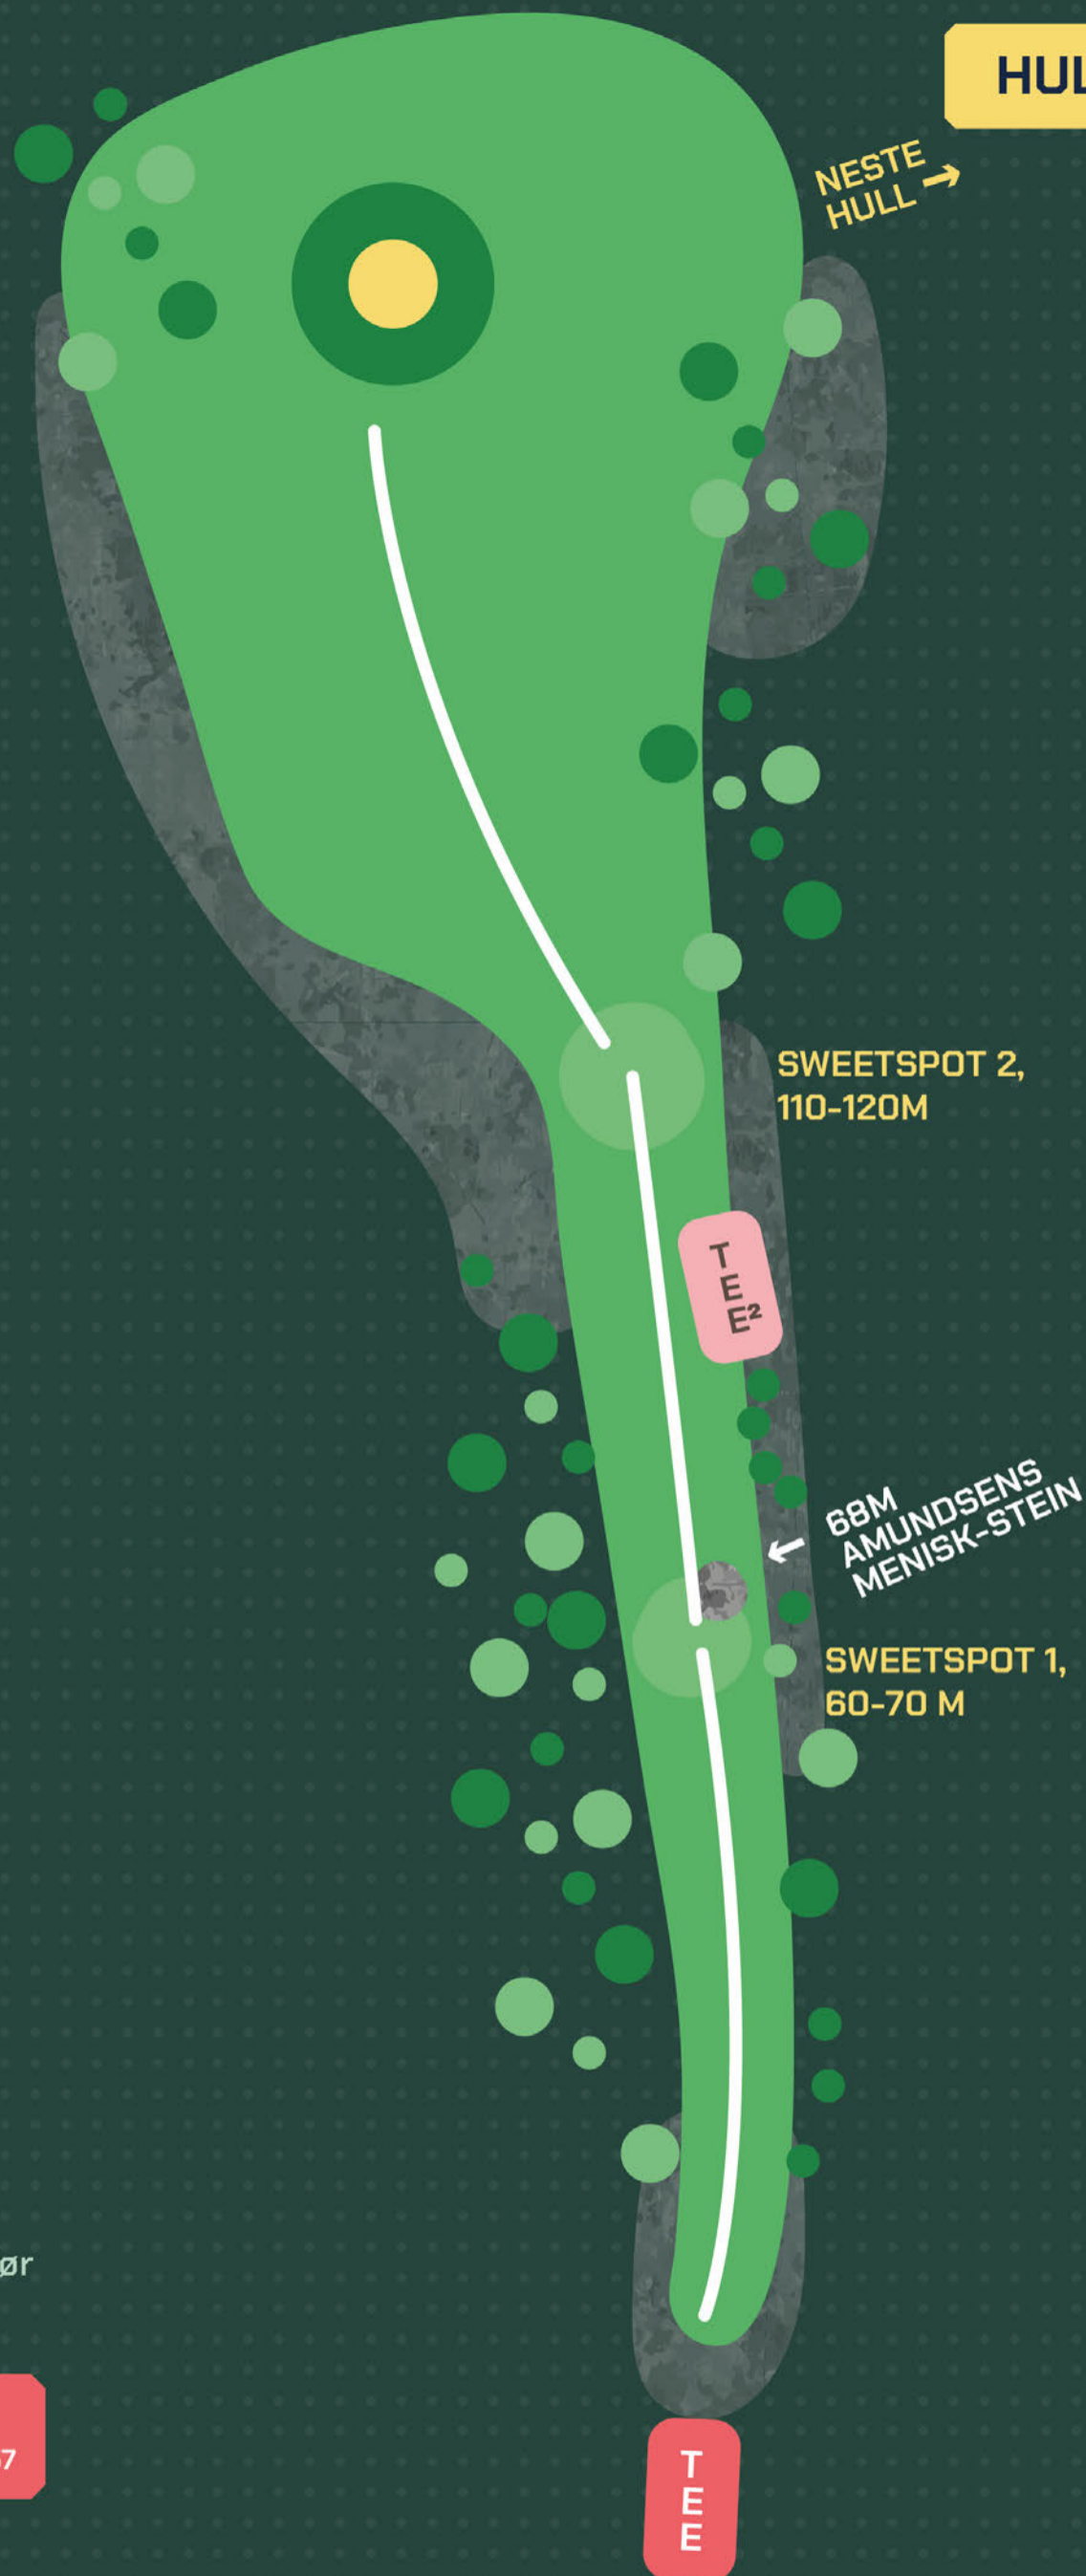 HUL
NESTE
HULL →
SWEETSPOT 2,
110-120M
TEE²
68M
← AMUNDSENS
MENISK-STEIN
SWEETSPOT 1,
60-70 M
ør
7
TEE